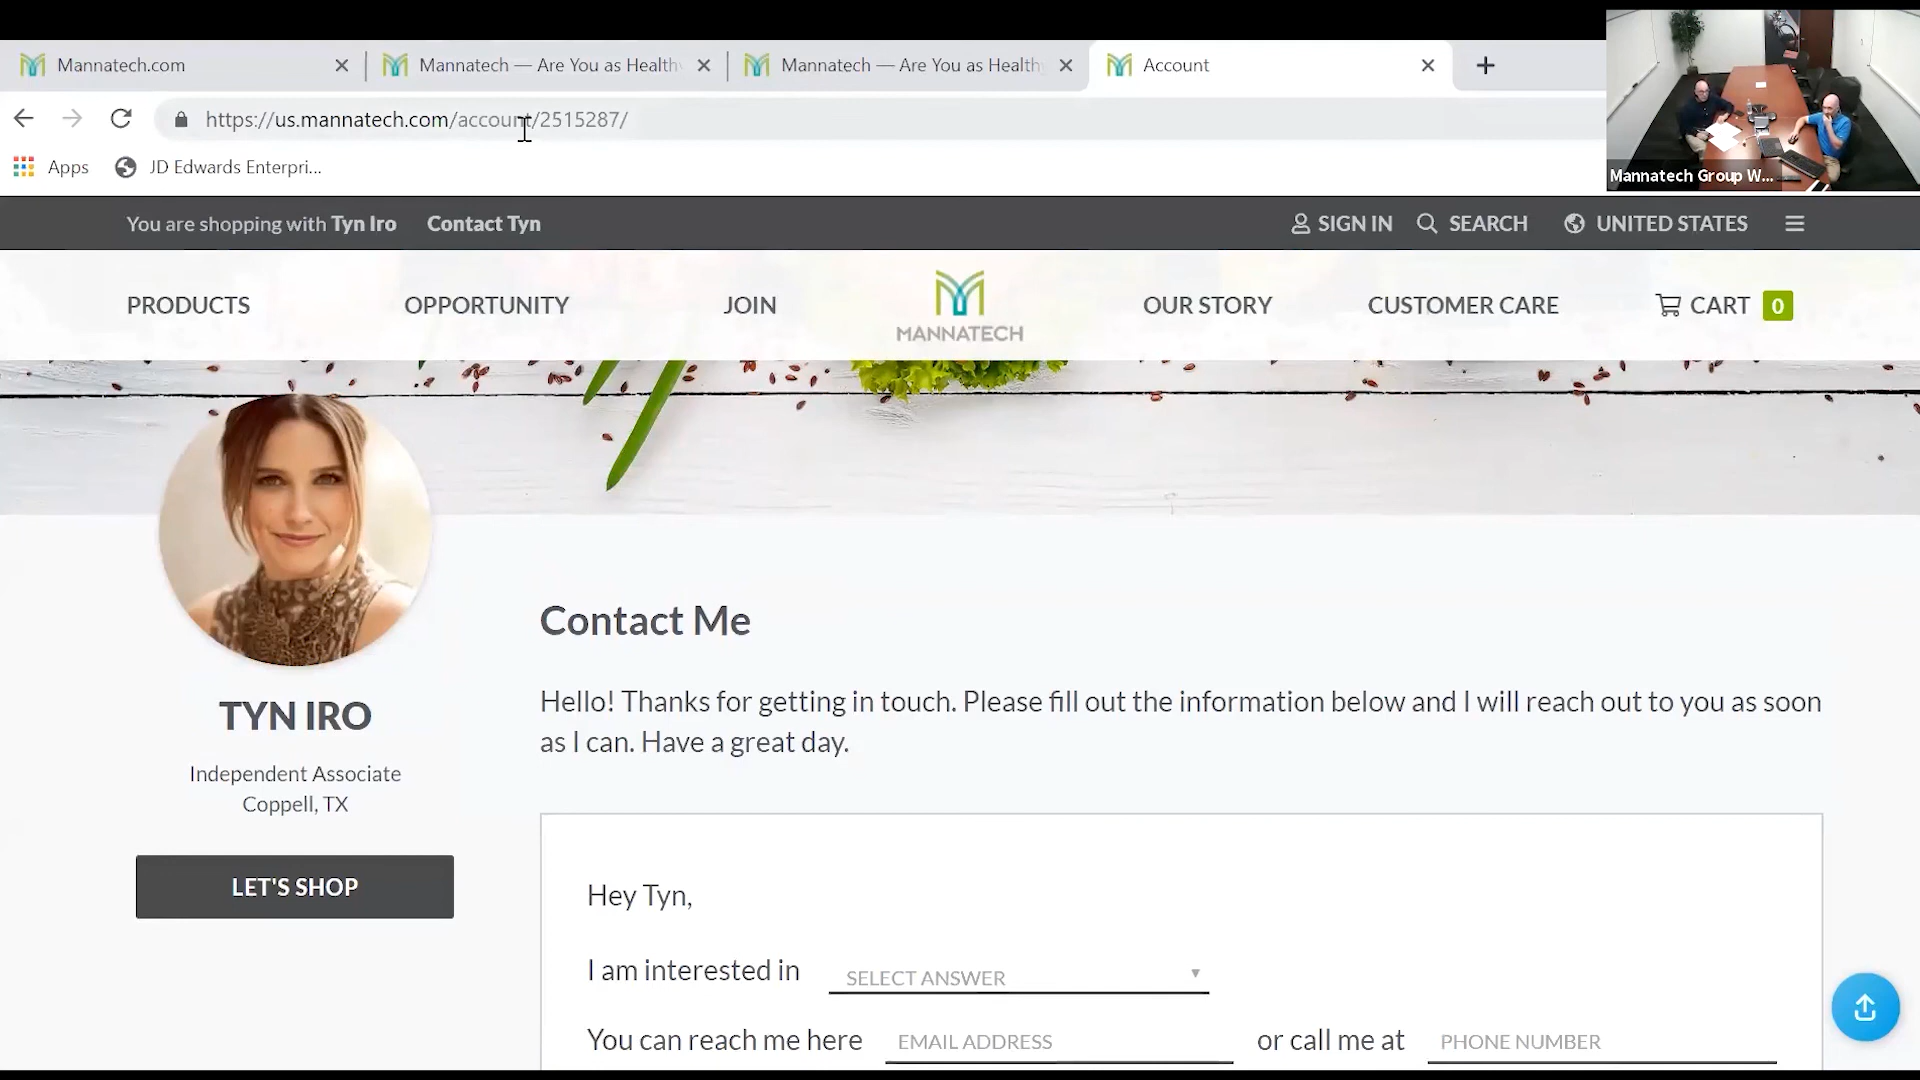 Mannatech.com
Mannatech — Are You as Health
Mannatech — Are You as Health
Account
https://us.mannatech.com/account/2515287/
Apps
JD Edwards Enterpri...
Mannatech Group W...
You are shopping with Tyn Iro
Contact Tyn
SIGN IN
SEARCH
UNITED STATES
PRODUCTS
OPPORTUNITY
JOIN
MANNATECH
OUR STORY
CUSTOMER CARE
CART 0
Contact Me
Hello! Thanks for getting in touch. Please fill out the information below and I will reach out to you as soon
as I can. Have a great day.
TYN IRO
Independent Associate
Coppell, TX
LET'S SHOP
Hey Tyn,
I am interested in SELECT ANSWER
You can reach me here EMAIL ADDRESS or call me at PHONE NUMBER